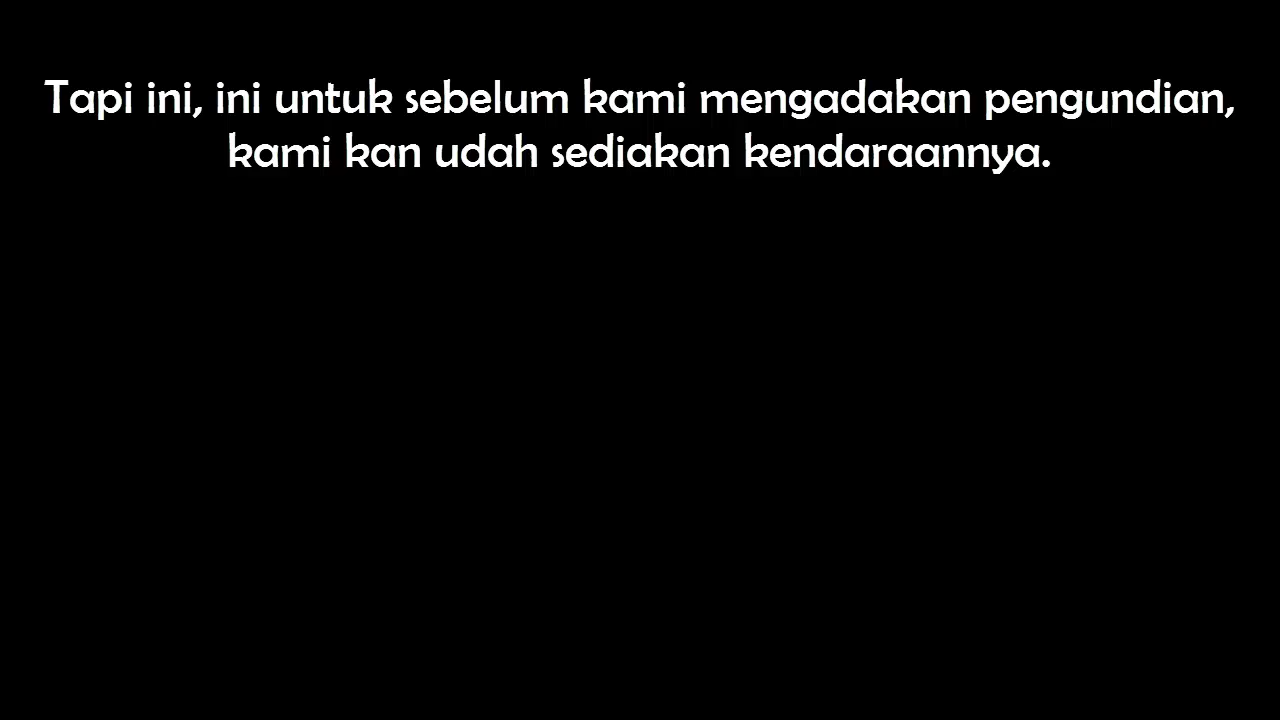 Tapi ini, ini untuk sebelum kami mengadakan pengundian,
kami kan udah sediakan kendaraannya.